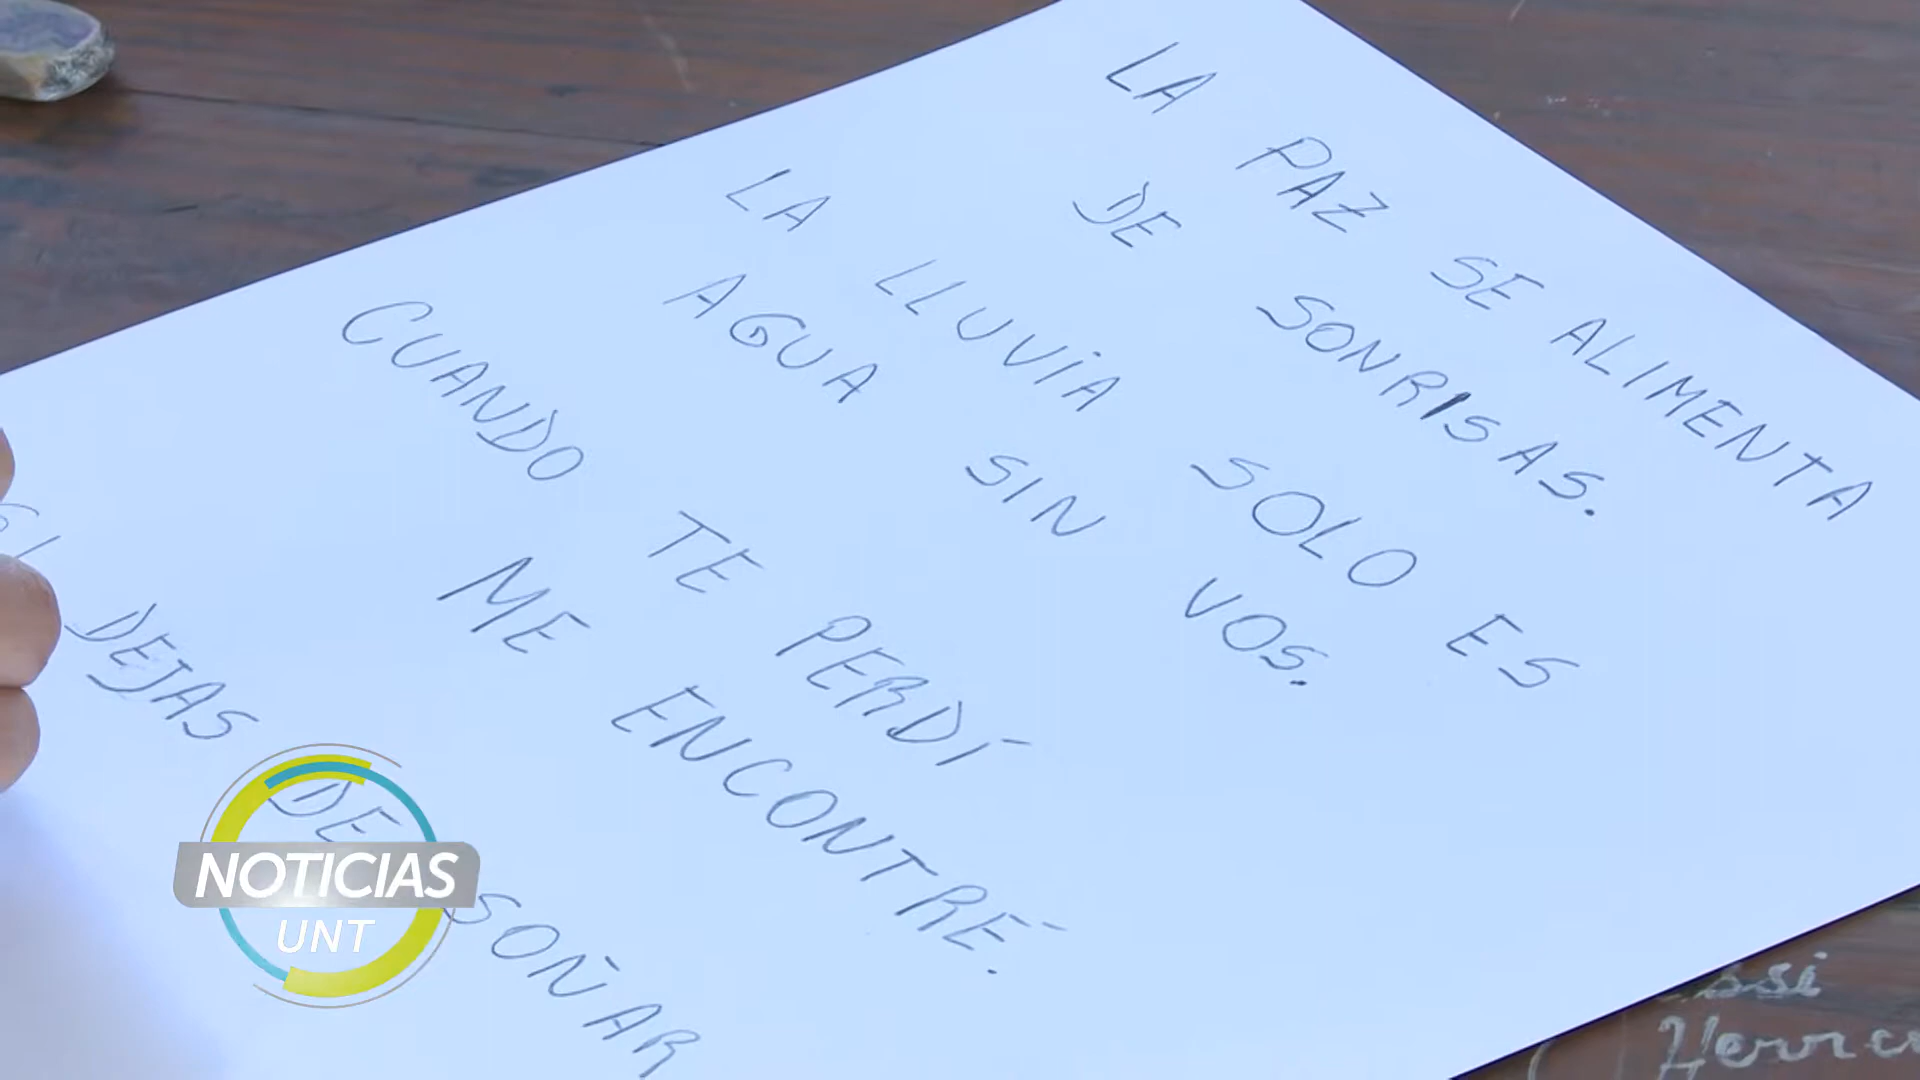 LA PAZ SE ALIMENTA
DE SONRISAS.
LA LLUVIA SOLO ES
AGUA SIN VOS.
CUANDO TE PERDÍ
ME ENCONTRÉ.
DEJAS DE SOÑAR
NOTICIAS
UNT